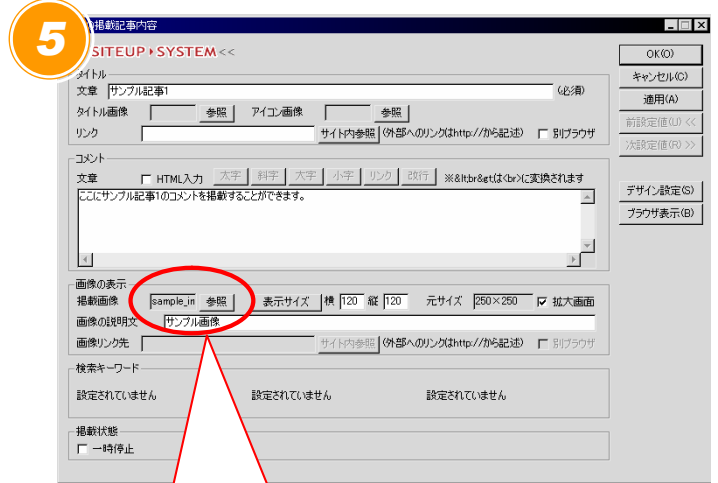 5
掲載記事内容
SITEUP▸SYSTEM<<
タイトル
文章 サンプル記事1 (必須)
タイトル画像 参照 アイコン画像 参照
リンク サイト内参照 (外部へのリンクはhttp://から記述) 別ブラウザ
コメント
文章 HTML入力 太字 斜字 大字 小字 リンク 改行 ※&lt;br&gt;は<br>に変換されます
ここにサンプル記事1のコメントを掲載することができます。
画像の表示
掲載画像 sample_in 参照 表示サイズ 横 120 縦 120 元サイズ 250×250 拡大画面
画像の説明文 サンプル画像
画像リンク先 サイト内参照 (外部へのリンクはhttp://から記述) 別ブラウザ
検索キーワード
設定されていません 設定されていません 設定されていません
掲載状態
一時停止
OK(O)
キャンセル(C)
適用(A)
前設定値(U) <<
次設定値(R) >>
デザイン設定(S)
ブラウザ表示(B)